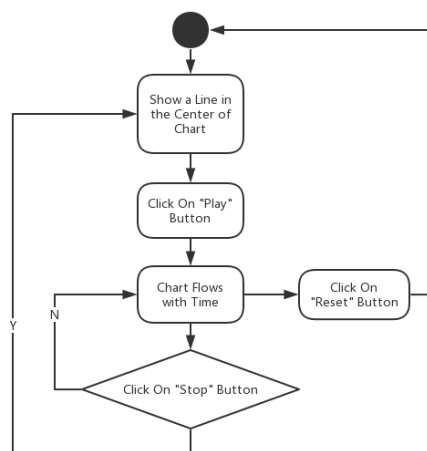 Show a Line in
the Center of
Chart
Click On "Play"
Button
Chart Flows
with Time
Click On
"Reset" Button
N
Y
Click On "Stop" Button